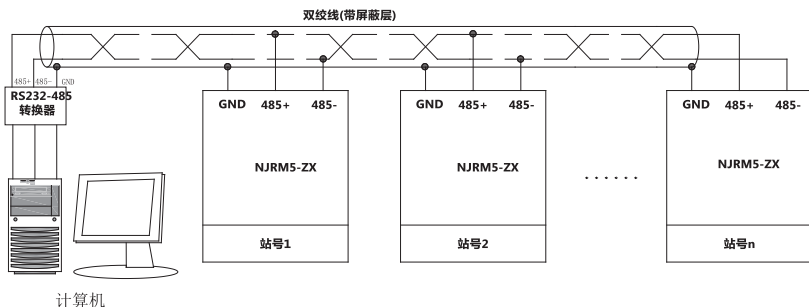 双绞线(带屏蔽层)
485+ 485- GND
RS232-485
转换器
GND 485+ 485-
NJRM5-ZX
站号1
GND 485+ 485-
NJRM5-ZX
站号2
......
GND 485+ 485-
NJRM5-ZX
站号n
计算机